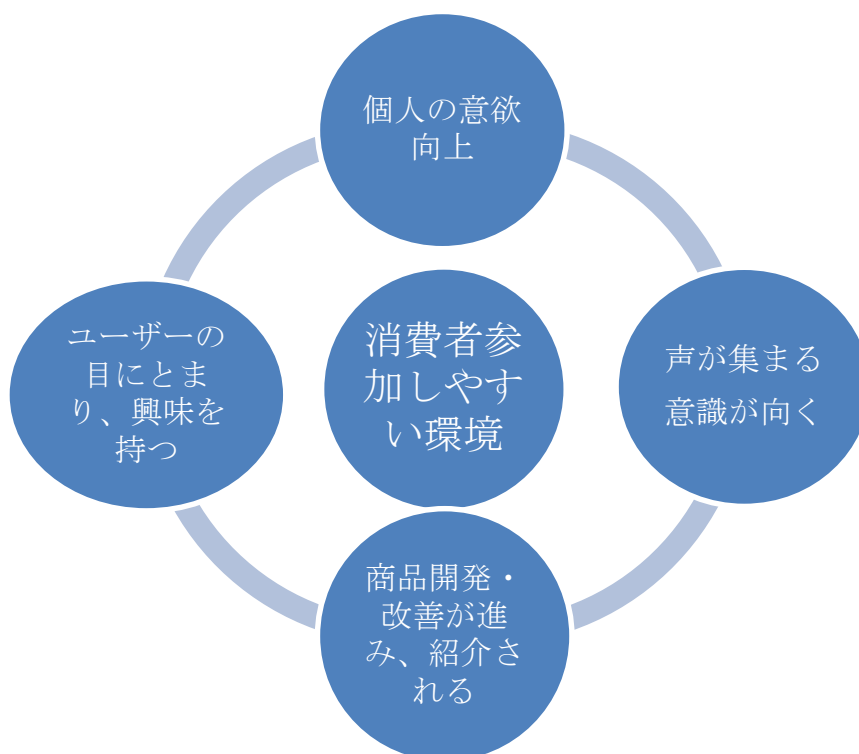 個人の意欲
向上
ユーザーの
目にとま
り、興味を
持つ
消費者参
加しやす
い環境
声が集まる
意識が向く
商品開発・
改善が進
み、紹介さ
れる